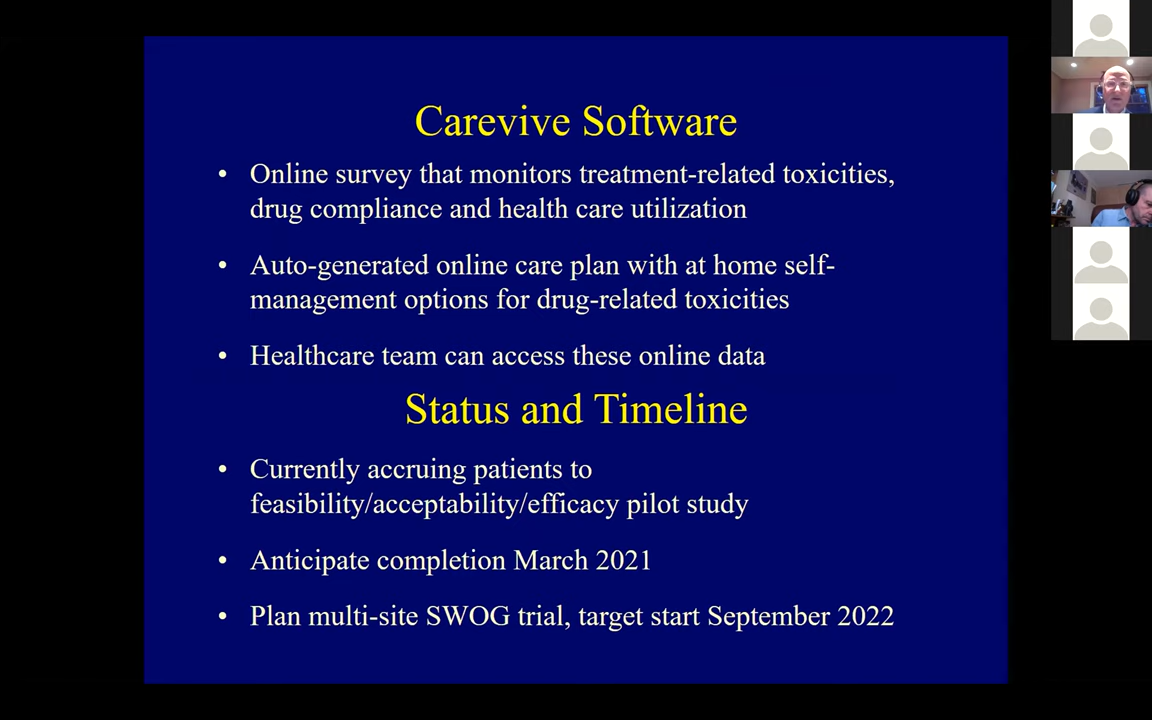 Carevive Software
• Online survey that monitors treatment-related toxicities,
drug compliance and health care utilization
• Auto-generated online care plan with at home self-
management options for drug-related toxicities
• Healthcare team can access these online data
Status and Timeline
• Currently accruing patients to
feasibility/acceptability/efficacy pilot study
• Anticipate completion March 2021
• Plan multi-site SWOG trial, target start September 2022